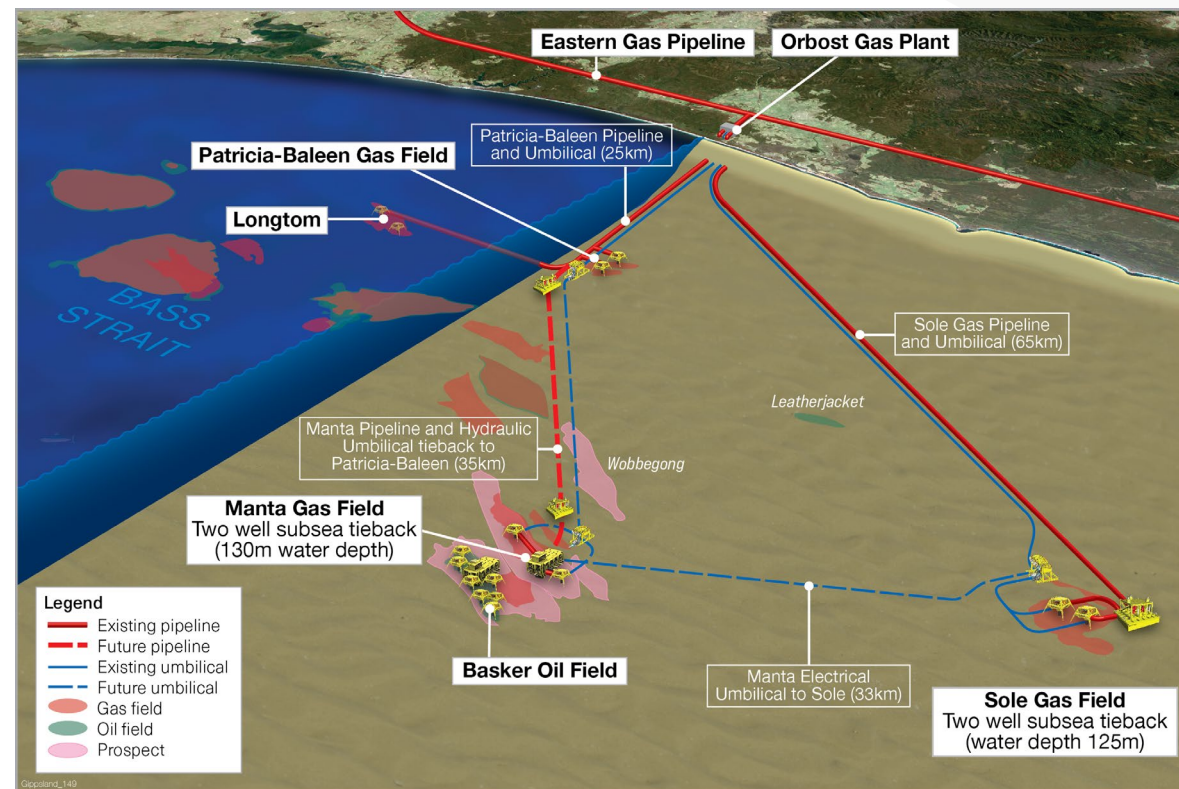 Eastern Gas Pipeline
Orbost Gas Plant
Patricia-Baleen Pipeline
and Umbilical (25km)
Patricia-Baleen Gas Field
Longtom
BASS
STRAIT
Sole Gas Pipeline
and Umbilical (65km)
Leatherjacket
Manta Pipeline and Hydraulic
Umbilical tieback to
Patricia-Baleen (35km)
Wobbegong
Manta Gas Field
Two well subsea tieback
(130m water depth)
Legend
Existing pipeline
Future pipeline
Existing umbilical
Future umbilical
Gas field
Oil field
Prospect
Basker Oil Field
Manta Electrical
Umbilical to Sole (33km)
Sole Gas Field
Two well subsea tieback
(water depth 125m)
Gippsland_149